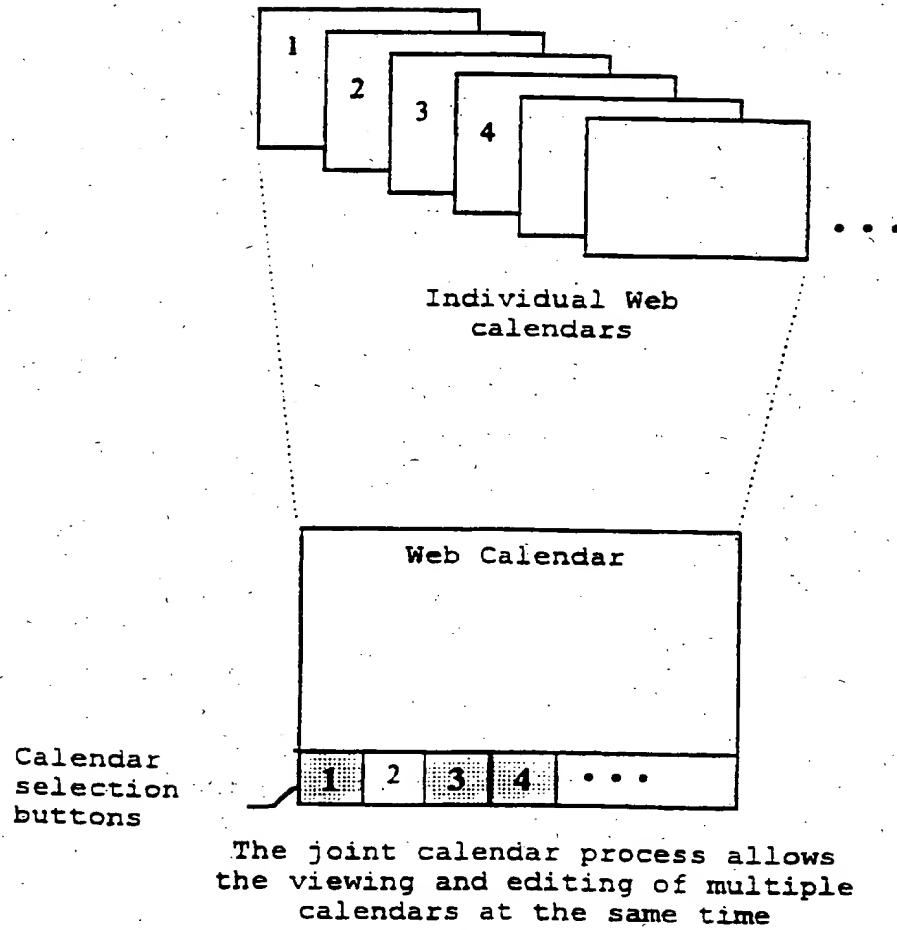 1
2
3
4
• • •
Individual Web
calendars
Web Calendar
Calendar
selection
buttons
1 2 3 4 • • •
The joint calendar process allows
the viewing and editing of multiple
calendars at the same time